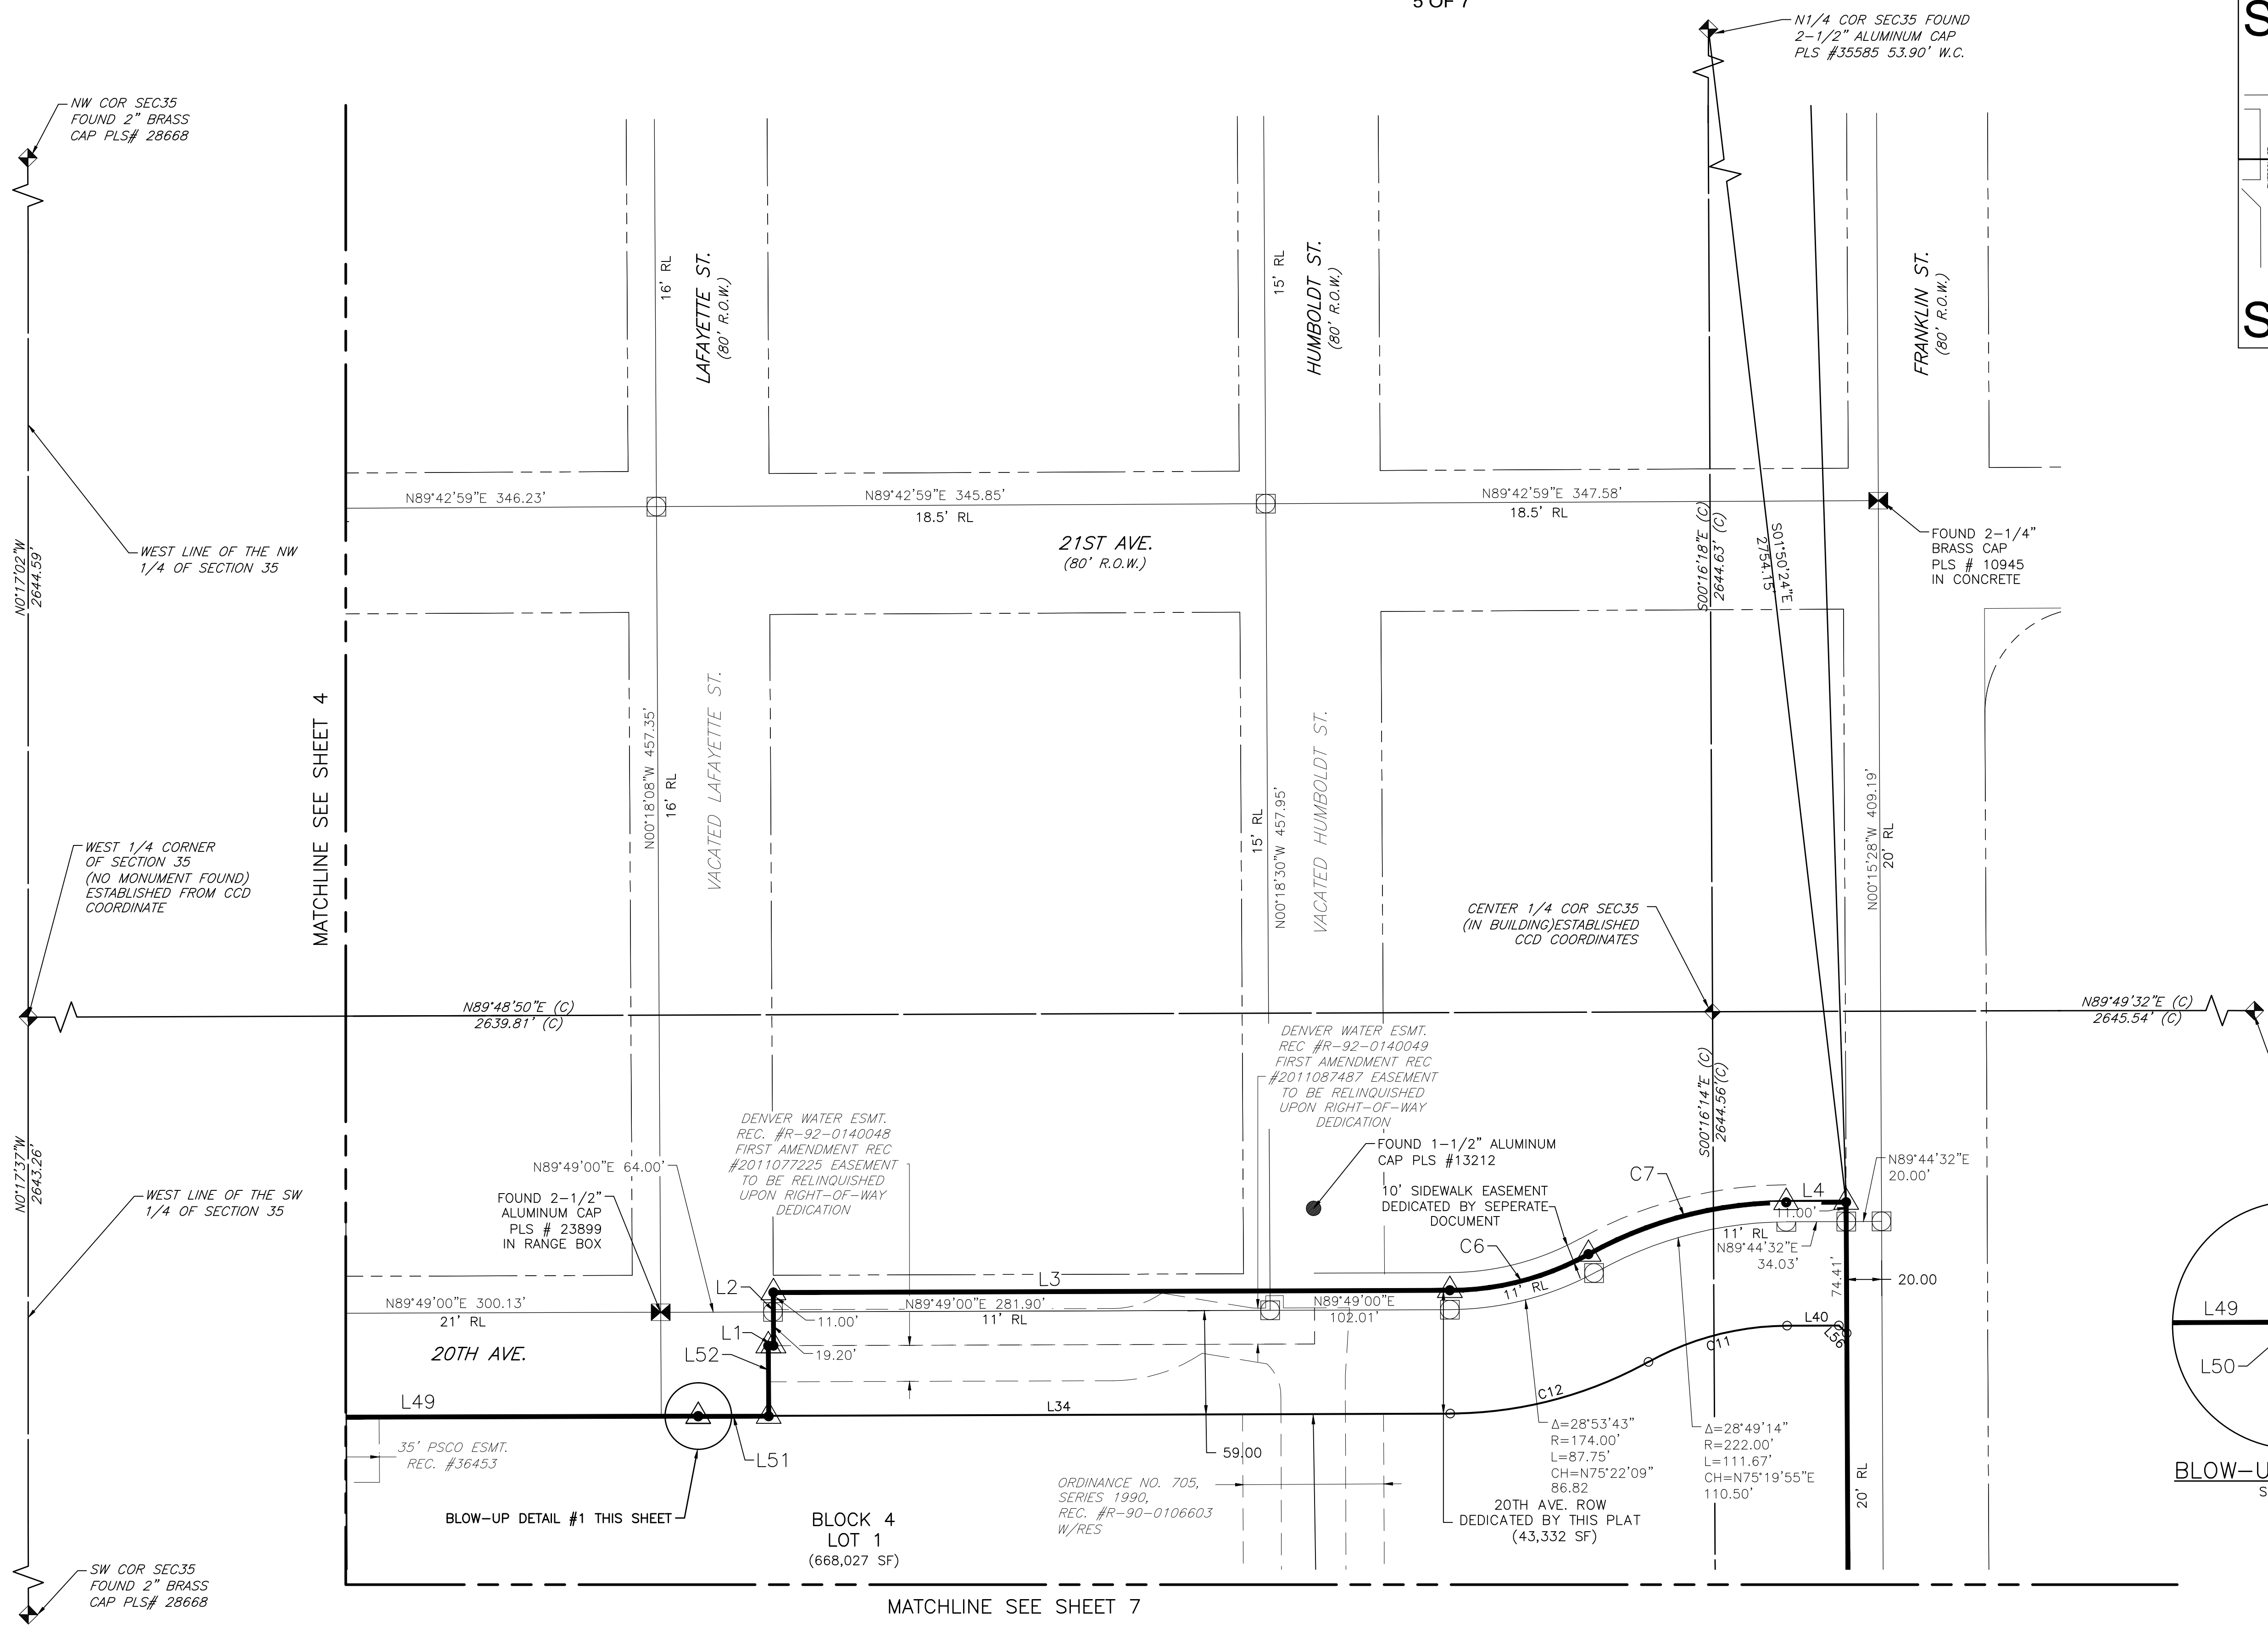 5 OF 7
N1/4 COR SEC35 FOUND
2-1/2" ALUMINUM CAP
PLS #35585 53.90' W.C.
NW COR SEC35
FOUND 2" BRASS
CAP PLS# 28668
16' RL
LAFAYETTE ST.
(80' R.O.W.)
15' RL
HUMBOLDT ST.
(80' R.O.W.)
FRANKLIN ST.
(80' R.O.W.)
N89°42'59"E 346.23'
N89°42'59"E 345.85'
18.5' RL
N89°42'59"E 347.58'
18.5' RL
21ST AVE.
(80' R.O.W.)
S00°16'18"E (C)
2644.63' (C)
S01°50'24"E
2754.15'
FOUND 2-1/4"
BRASS CAP
PLS # 10945
IN CONCRETE
N0°17'02"W
2644.59'
WEST LINE OF THE NW
1/4 OF SECTION 35
MATCHLINE SEE SHEET 4
N00°18'08"W 457.35'
16' RL
VACATED LAFAYETTE ST.
15' RL
N00°18'30"W 457.95'
VACATED HUMBOLDT ST.
N00°15'28"W 409.19'
20' RL
WEST 1/4 CORNER
OF SECTION 35
(NO MONUMENT FOUND)
ESTABLISHED FROM CCD
COORDINATE
CENTER 1/4 COR SEC35
(IN BUILDING)ESTABLISHED
CCD COORDINATES
N89°48'50"E (C)
2639.81' (C)
N89°49'32"E (C)
2645.54' (C)
DENVER WATER ESMT.
REC #R-92-0140049
FIRST AMENDMENT REC
#2011087487 EASEMENT
TO BE RELINQUISHED
UPON RIGHT-OF-WAY
DEDICATION
S00°16'14"E (C)
2644.56'(C)
DENVER WATER ESMT.
REC. #R-92-0140048
FIRST AMENDMENT REC
#2011077225 EASEMENT
TO BE RELINQUISHED
UPON RIGHT-OF-WAY
DEDICATION
N0°17'37"W
2643.26'
WEST LINE OF THE SW
1/4 OF SECTION 35
N89°49'00"E 64.00'
FOUND 2-1/2"
ALUMINUM CAP
PLS # 23899
IN RANGE BOX
FOUND 1-1/2" ALUMINUM
CAP PLS #13212
10' SIDEWALK EASEMENT
DEDICATED BY SEPERATE
DOCUMENT
C7
L4
11.00'
11' RL
N89°44'32"E
34.03'
N89°44'32"E
20.00'
C6
11' RL
74.41'
20.00
L2
L3
N89°49'00"E 300.13'
21' RL
N89°49'00"E 281.90'
11' RL
N89°49'00"E
102.01'
11.00'
L1
19.20'
20TH AVE.
L52
L40
L56
C11
C12
L49
L34
L51
59.00
35' PSCO ESMT.
REC. #36453
Δ=28°53'43"
R=174.00'
L=87.75'
CH=N75°22'09"
86.82
Δ=28°49'14"
R=222.00'
L=111.67'
CH=N75°19'55"E
110.50'
ORDINANCE NO. 705,
SERIES 1990,
REC. #R-90-0106603
W/RES
20TH AVE. ROW
DEDICATED BY THIS PLAT
(43,332 SF)
20' RL
BLOW-UP DETAIL #1 THIS SHEET
BLOCK 4
LOT 1
(668,027 SF)
L49
L50
BLOW-U
S
SW COR SEC35
FOUND 2" BRASS
CAP PLS# 28668
MATCHLINE SEE SHEET 7